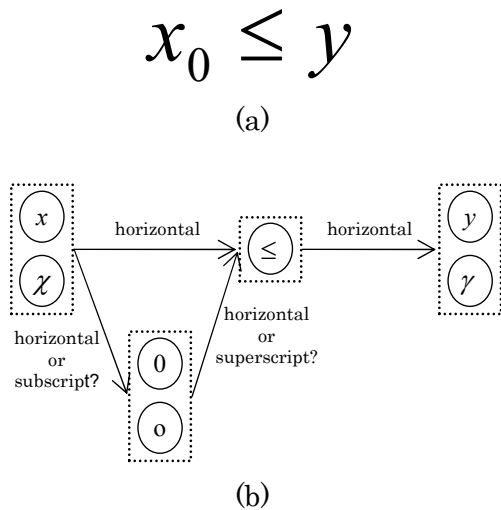 x₀ ≤ y
(a)
x
χ
horizontal
≤
horizontal
y
γ
horizontal
or
subscript?
0
o
horizontal
or
superscript?
(b)